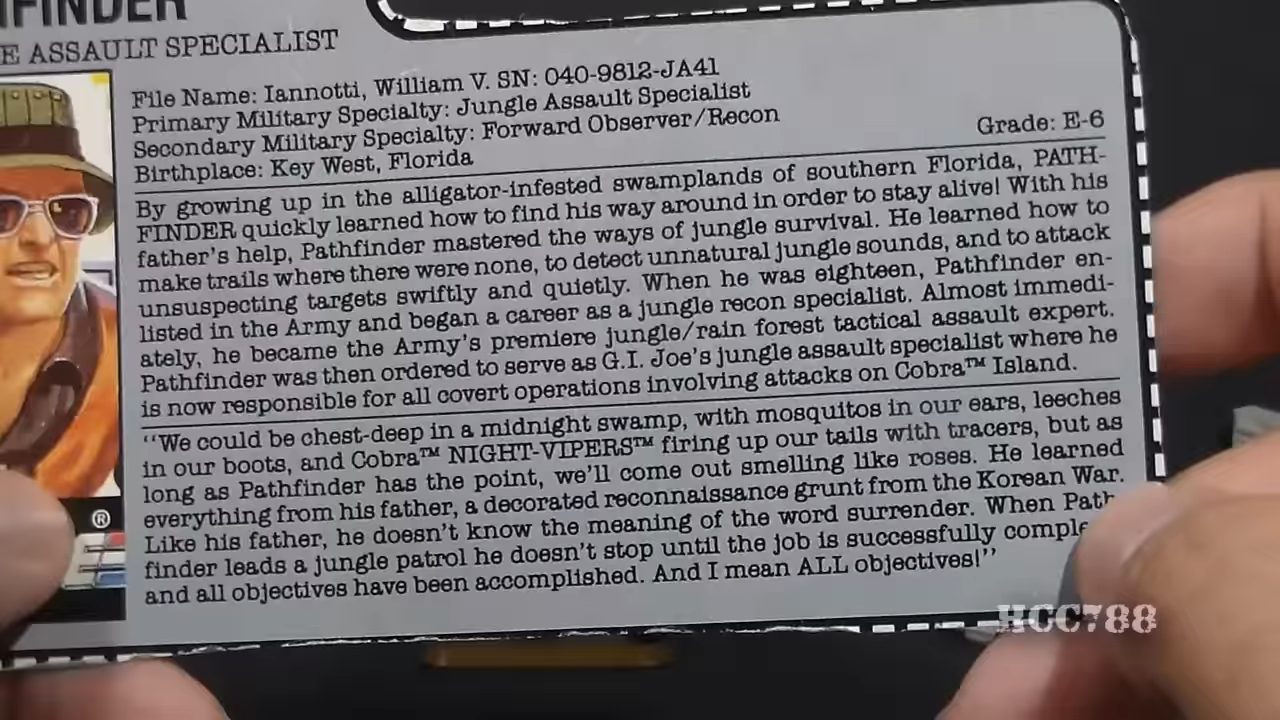 FINDER
E ASSAULT SPECIALIST
File Name: Iannotti, William V. SN: 040-9812-JA41
Primary Military Specialty: Jungle Assault Specialist
Secondary Military Specialty: Forward Observer/Recon
Birthplace: Key West, Florida
Grade: E-6
By growing up in the alligator-infested swamplands of southern Florida, PATH-
FINDER quickly learned how to find his way around in order to stay alive! With his
father's help, Pathfinder mastered the ways of jungle survival. He learned how to
make trails where there were none, to detect unnatural jungle sounds, and to attack
unsuspecting targets swiftly and quietly. When he was eighteen, Pathfinder en-
listed in the Army and began a career as a jungle recon specialist. Almost immedi-
ately, he became the Army's premiere jungle/rain forest tactical assault expert.
Pathfinder was then ordered to serve as G.I. Joe's jungle assault specialist where he
is now responsible for all covert operations involving attacks on Cobra™ Island.
"We could be chest-deep in a midnight swamp, with mosquitos in our ears, leeches
in our boots, and Cobra™ NIGHT-VIPERS™ firing up our tails with tracers, but as
long as Pathfinder has the point, we'll come out smelling like roses. He learned
everything from his father, a decorated reconnaissance grunt from the Korean War.
Like his father, he doesn't know the meaning of the word surrender. When Path
finder leads a jungle patrol he doesn't stop until the job is successfully comple
and all objectives have been accomplished. And I mean ALL objectives!"
®
HCC788